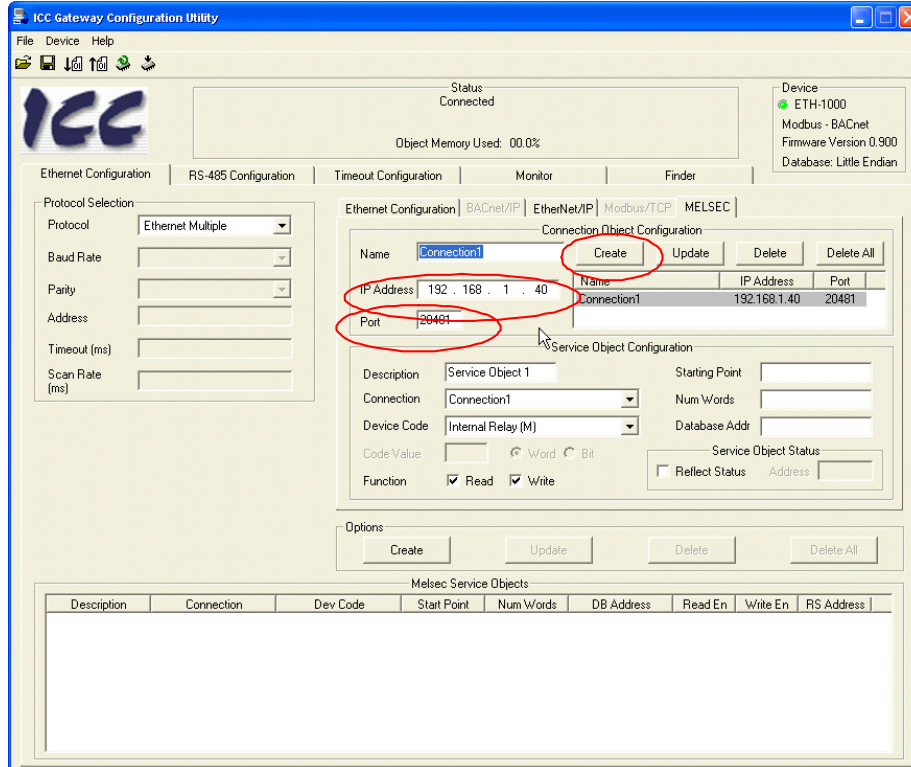 ICC Gateway Configuration Utility
File Device Help
ICC
Status
Connected
Object Memory Used: 00.0%
Device
ETH-1000
Modbus - BACnet
Firmware Version 0.900
Database: Little Endian
Ethernet Configuration RS-485 Configuration Timeout Configuration Monitor Finder
Protocol Selection
Protocol Ethernet Multiple
Baud Rate
Parity
Address
Timeout (ms)
Scan Rate
(ms)
Ethernet Configuration BACnet/IP EtherNet/IP Modbus/TCP MELSEC
Connection Object Configuration
Name Connection1 Create Update Delete Delete All
IP Address 192 . 168 . 1 . 40
Port 20481
Name IP Address Port
Connection1 192.168.1.40 20481
Service Object Configuration
Description Service Object 1
Connection Connection1
Device Code Internal Relay (M)
Code Value Word Bit
Function Read Write
Starting Point
Num Words
Database Addr
Service Object Status
Reflect Status Address
Options
Create Update Delete Delete All
Melsec Service Objects
Description Connection Dev Code Start Point Num Words DB Address Read En Write En RS Address